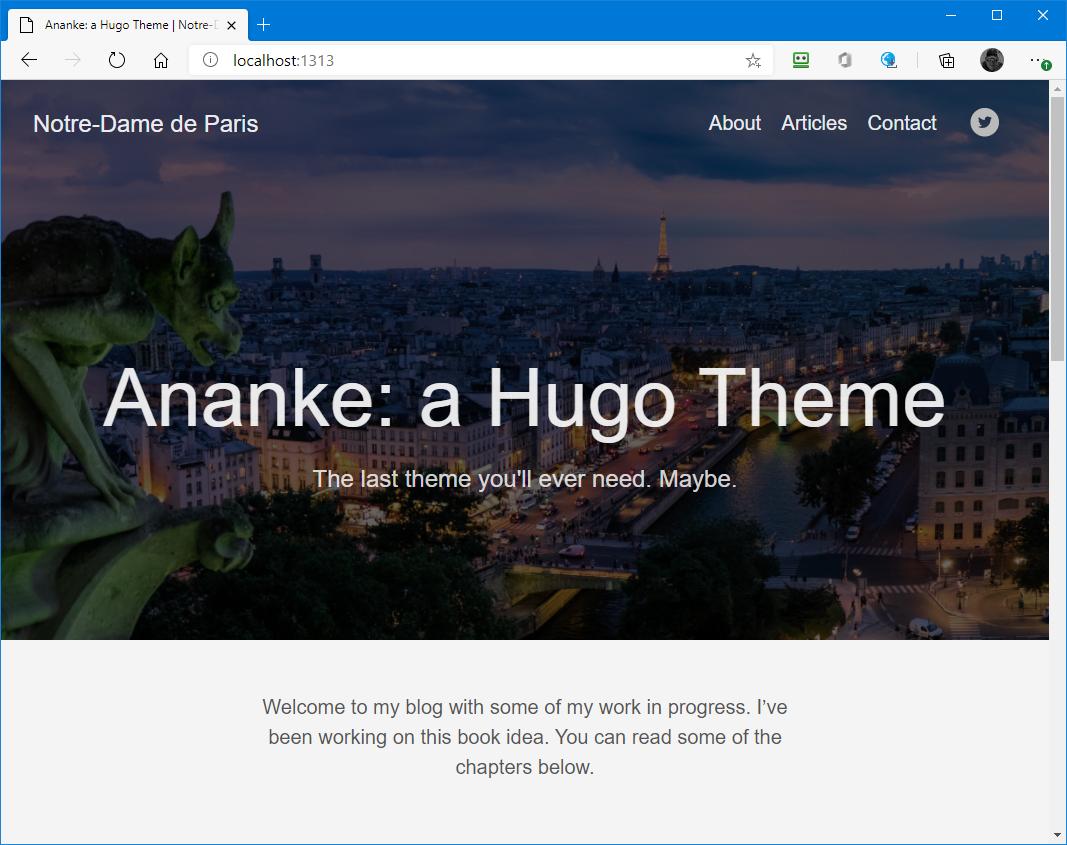 Ananke: a Hugo Theme | Notre-D
localhost:1313
Notre-Dame de Paris
About Articles Contact
Ananke: a Hugo Theme
The last theme you'll ever need. Maybe.
Welcome to my blog with some of my work in progress. I’ve
been working on this book idea. You can read some of the
chapters below.